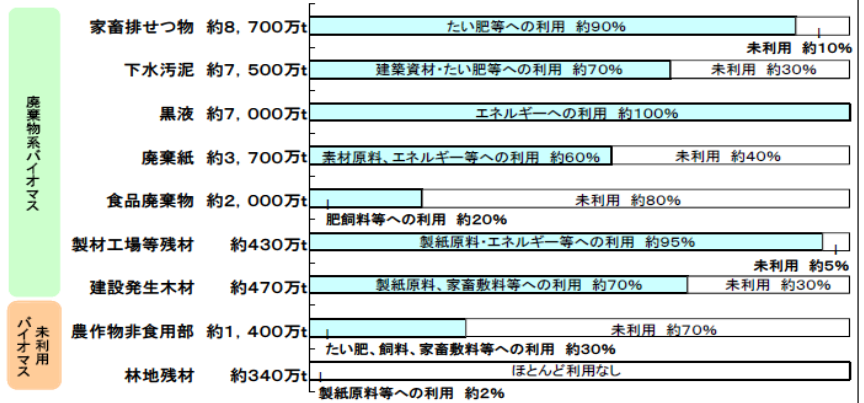 廃棄物系バイオマス
家畜排せつ物 約8,700万t たい肥等への利用 約90%
未利用 約10%
下水汚泥 約7,500万t 建築資材・たい肥等への利用 約70% 未利用 約30%
黒液 約7,000万t エネルギーへの利用 約100%
廃棄紙 約3,700万t 素材原料、エネルギー等への利用 約60% 未利用 約40%
食品廃棄物 約2,000万t 未利用 約80%
肥飼料等への利用 約20%
製材工場等残材 約430万t 製紙原料・エネルギー等への利用 約95%
未利用 約5%
建設発生木材 約470万t 製紙原料、家畜敷料等への利用 約70% 未利用 約30%
未利用
バイオマス
農作物非食用部 約1,400万t 未利用 約70%
たい肥、飼料、家畜敷料等への利用 約30%
林地残材 約340万t ほとんど利用なし
製紙原料等への利用 約2%